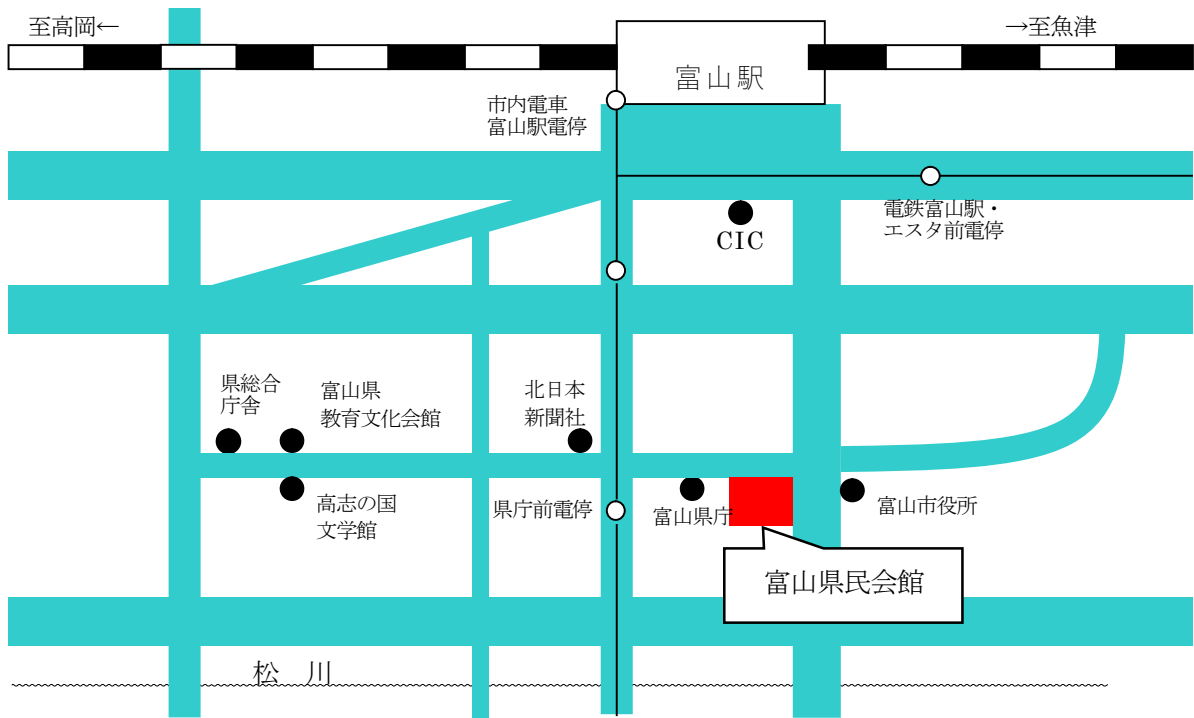 至高岡←
→至魚津
富山駅
市内電車
富山駅電停
電鉄富山駅・
エスタ前電停
CIC
県総合
庁舎
富山県
教育文化会館
北日本
新聞社
高志の国
文学館
県庁前電停
富山県庁
富山市役所
富山県民会館
松　川